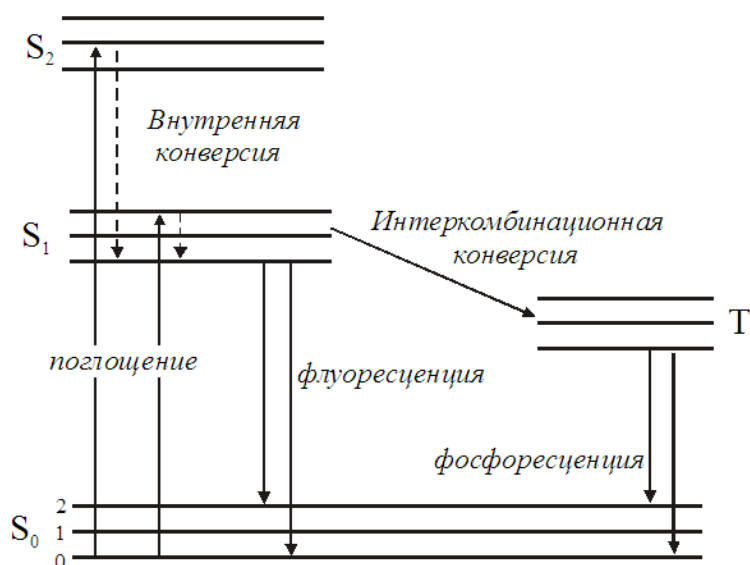 S2
Внутренняя
конверсия
S1
Интеркомбинационная
конверсия
T
поглощение
флуоресценция
фосфоресценция
S0
2
1
0